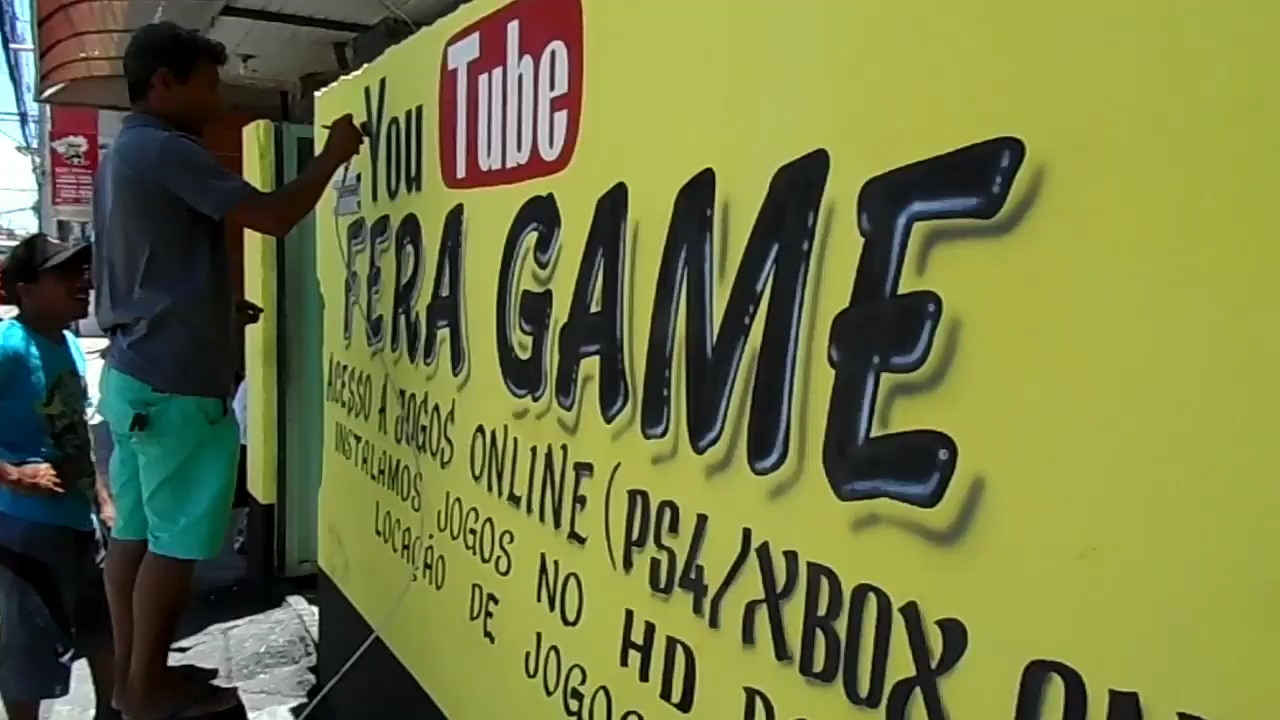 You Tube
FERA GAME
ACESSO A JOGOS ONLINE (PS4/XBOX
INSTALAMOS JOGOS NO HD
LOCAÇÃO DE JOGOS